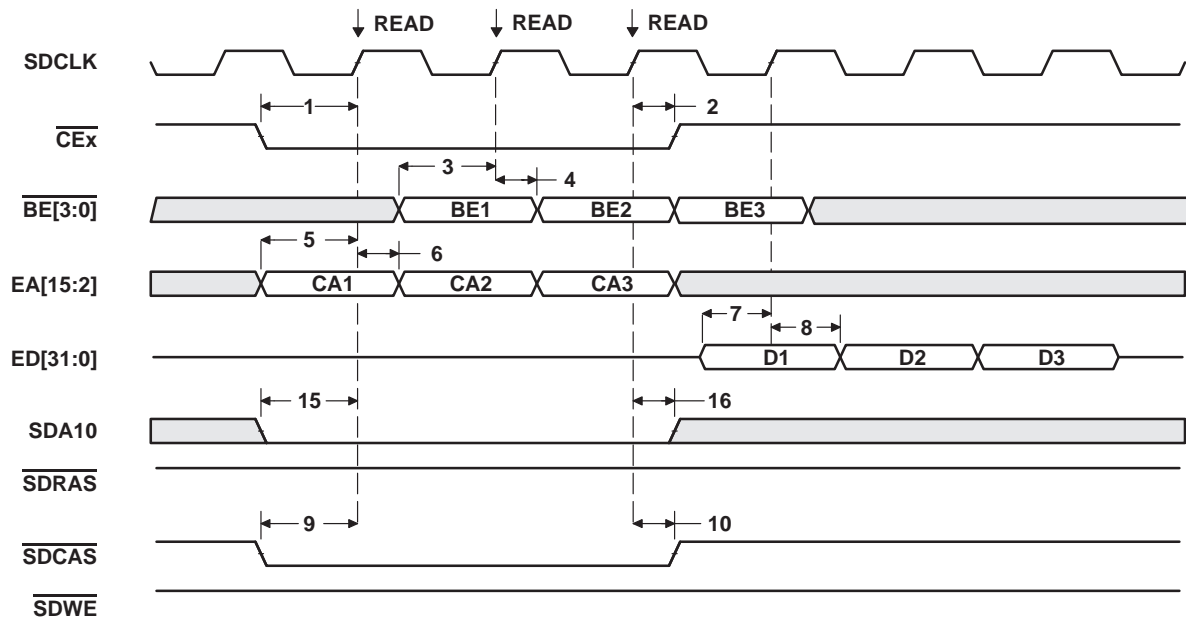 READ READ READ
SDCLK
1 2
CEx
3 4
BE[3:0] BE1 BE2 BE3
5 6
EA[15:2] CA1 CA2 CA3
7 8
ED[31:0] D1 D2 D3
15 16
SDA10
SDRAS
9 10
SDCAS
SDWE